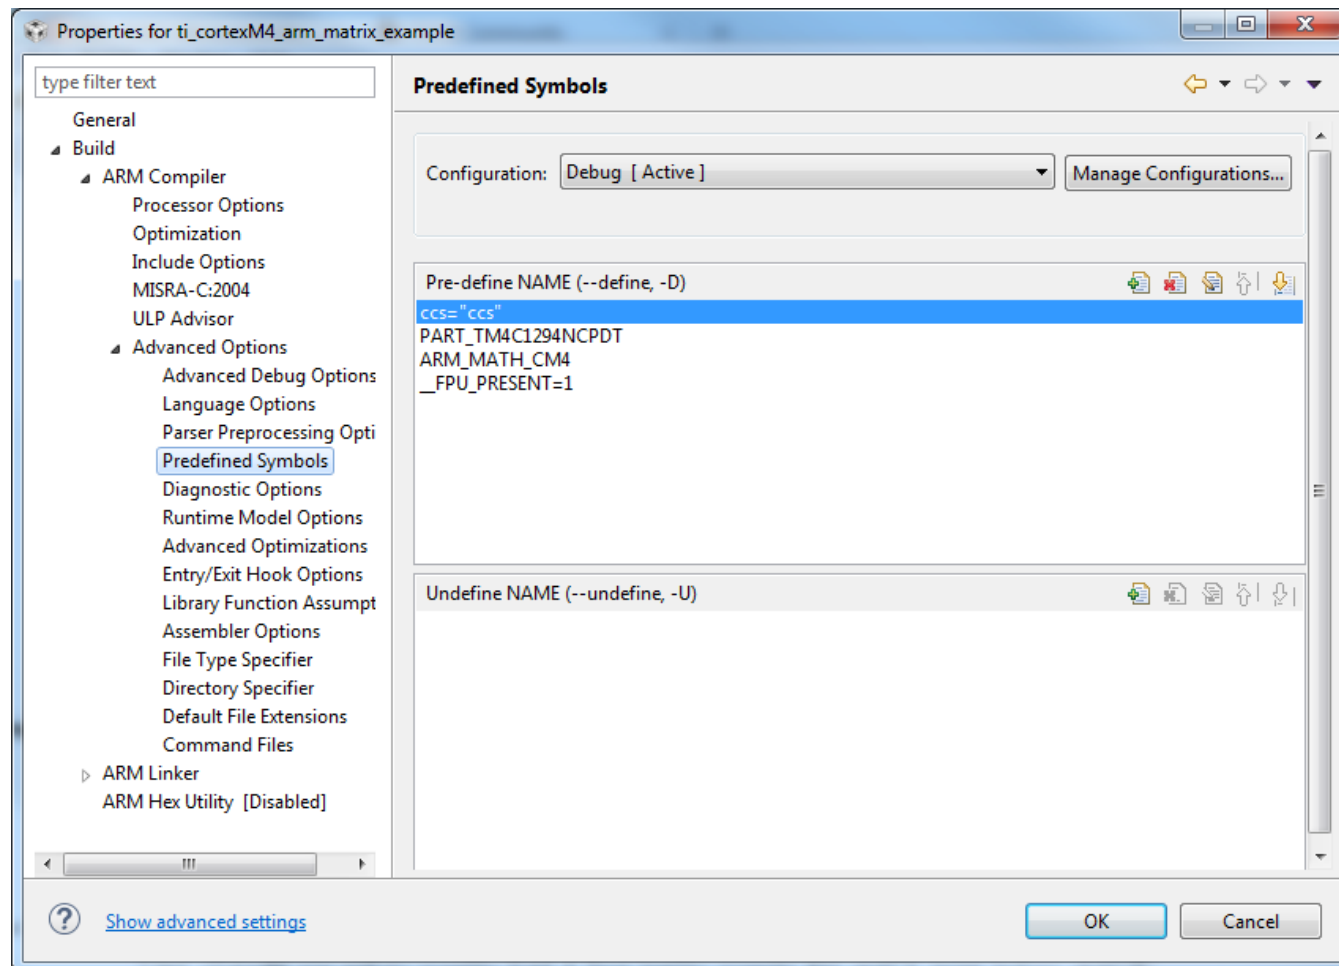 Properties for ti_cortexM4_arm_matrix_example
type filter text
General
Build
ARM Compiler
Processor Options
Optimization
Include Options
MISRA-C:2004
ULP Advisor
Advanced Options
Advanced Debug Options
Language Options
Parser Preprocessing Opti
Predefined Symbols
Diagnostic Options
Runtime Model Options
Advanced Optimizations
Entry/Exit Hook Options
Library Function Assumpt
Assembler Options
File Type Specifier
Directory Specifier
Default File Extensions
Command Files
ARM Linker
ARM Hex Utility [Disabled]
Predefined Symbols
Configuration: Debug [ Active ] Manage Configurations...
Pre-define NAME (--define, -D)
ccs="ccs"
PART_TM4C1294NCPDT
ARM_MATH_CM4
__FPU_PRESENT=1
Undefine NAME (--undefine, -U)
Show advanced settings
OK Cancel